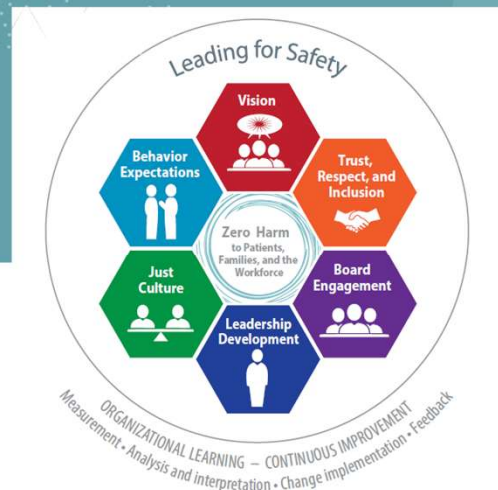 Leading for Safety
Vision
Trust,
Respect, and
Inclusion
Board
Engagement
Leadership
Development
Just
Culture
Behavior
Expectations
Zero Harm
to Patients,
Families, and the
Workforce
ORGANIZATIONAL LEARNING – CONTINUOUS IMPROVEMENT
Measurement • Analysis and interpretation • Change implementation • Feedback